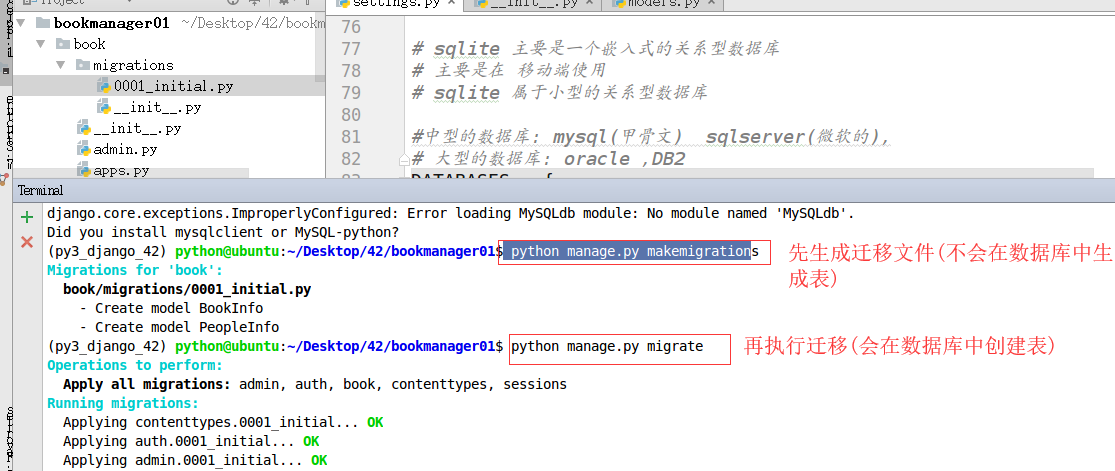 settings.py
__init__.py
models.py
bookmanager01 ~/Desktop/42/bookm
book
migrations
0001_initial.py
__init__.py
__init__.py
admin.py
apps.py
76
77 # sqlite 主要是一个嵌入式的关系型数据库
78 # 主要是在 移动端使用
79 # sqlite 属于小型的关系型数据库
80
81 #中型的数据库: mysql(甲骨文) sqlserver(微软的),
82 # 大型的数据库: oracle ,DB2
Terminal
django.core.exceptions.ImproperlyConfigured: Error loading MySQLdb module: No module named 'MySQLdb'.
Did you install mysqlclient or MySQL-python?
(py3_django_42) python@ubuntu:~/Desktop/42/bookmanager01$ python manage.py makemigrations
先生成迁移文件(不会在数据库中生
成表)
Migrations for 'book':
book/migrations/0001_initial.py
- Create model BookInfo
- Create model PeopleInfo
(py3_django_42) python@ubuntu:~/Desktop/42/bookmanager01$ python manage.py migrate
再执行迁移(会在数据库中创建表)
Operations to perform:
Apply all migrations: admin, auth, book, contenttypes, sessions
Running migrations:
Applying contenttypes.0001_initial... OK
Applying auth.0001_initial... OK
Applying admin.0001_initial... OK